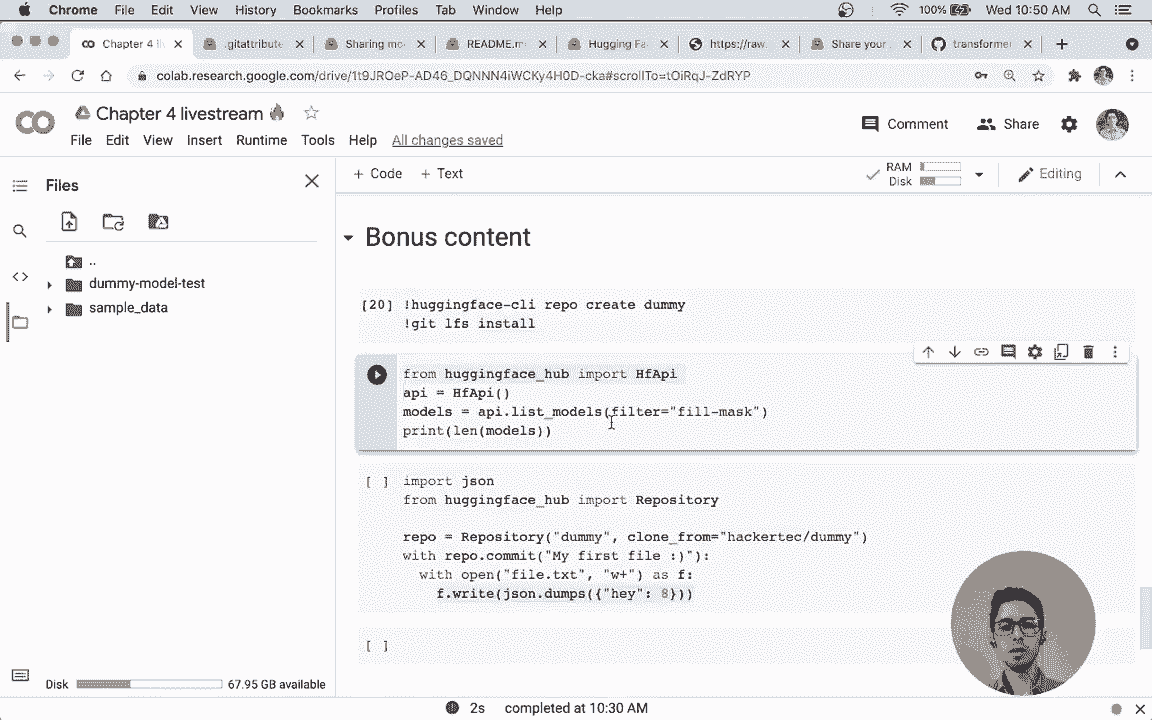 Chrome File Edit View History Bookmarks Profiles Tab Window Help 100% Wed 10:50 AM
Chapter 4 li .gitattribute Sharing mo README.m Hugging Fa https://raw. Share your transformer
colab.research.google.com/drive/1t9JROeP-AD46_DQNNN4iWCKy4H0D-cka#scrollTo=tOiRqJ-ZdRYP
Chapter 4 livestream
Comment Share
File Edit View Insert Runtime Tools Help All changes saved
Files
+ Code + Text
RAM
Disk
Editing
..
dummy-model-test
sample_data
Bonus content
[20] !huggingface-cli repo create dummy
!git lfs install
from huggingface_hub import HfApi
api = HfApi()
models = api.list_models(filter="fill-mask")
print(len(models))
[ ] import json
from huggingface_hub import Repository
repo = Repository("dummy", clone_from="hackertec/dummy")
with repo.commit("My first file :)"):
with open("file.txt", "w+") as f:
f.write(json.dumps({"hey": 8}))
[ ]
Disk 67.95 GB available
2s completed at 10:30 AM